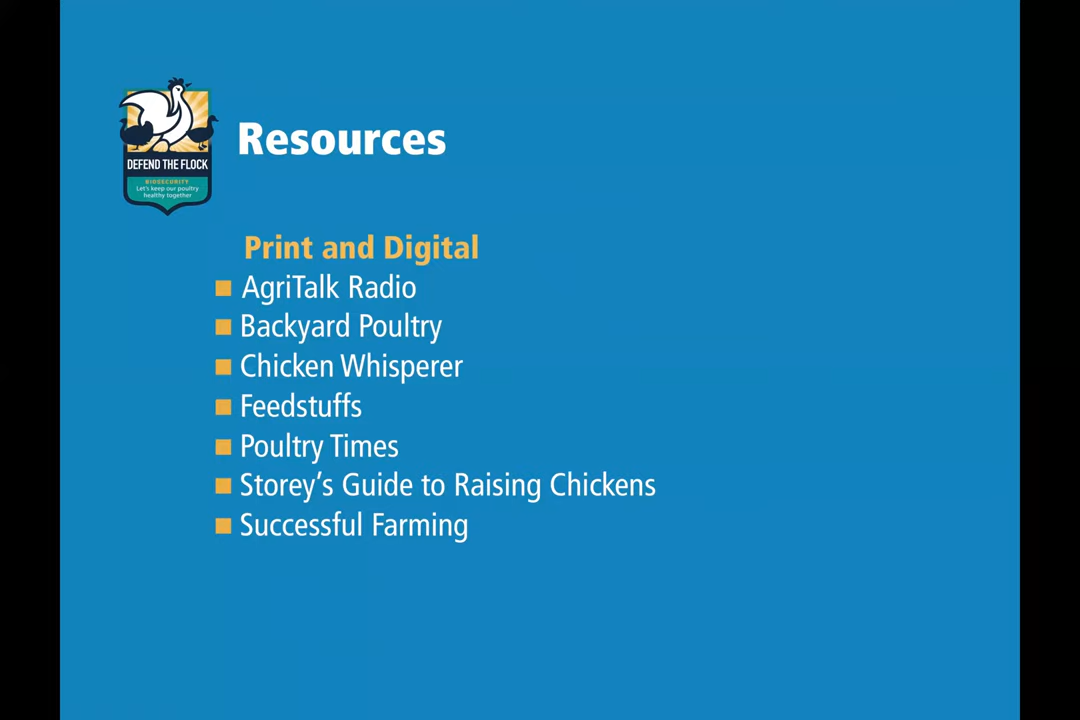 DEFEND THE FLOCK
BIOSECURITY
Let's keep our poultry
healthy together
Resources
Print and Digital
AgriTalk Radio
Backyard Poultry
Chicken Whisperer
Feedstuffs
Poultry Times
Storey’s Guide to Raising Chickens
Successful Farming